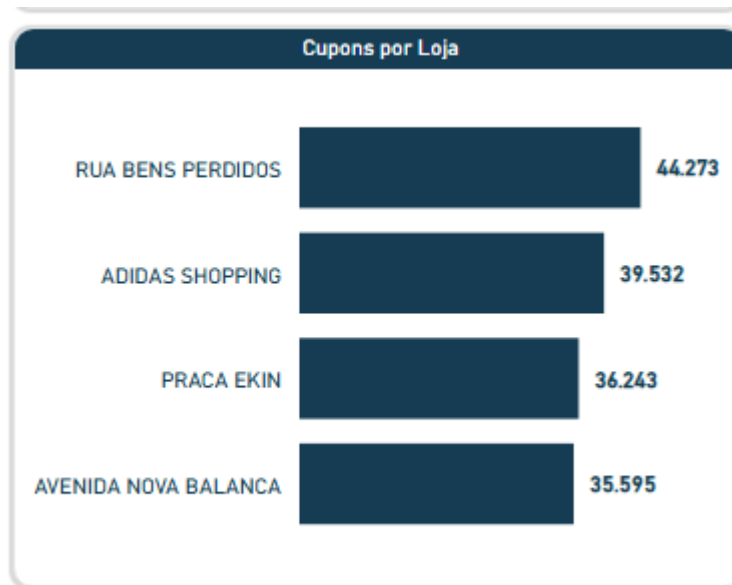 Cupons por Loja
RUA BENS PERDIDOS 44.273
ADIDAS SHOPPING 39.532
PRACA EKIN 36.243
AVENIDA NOVA BALANCA 35.595